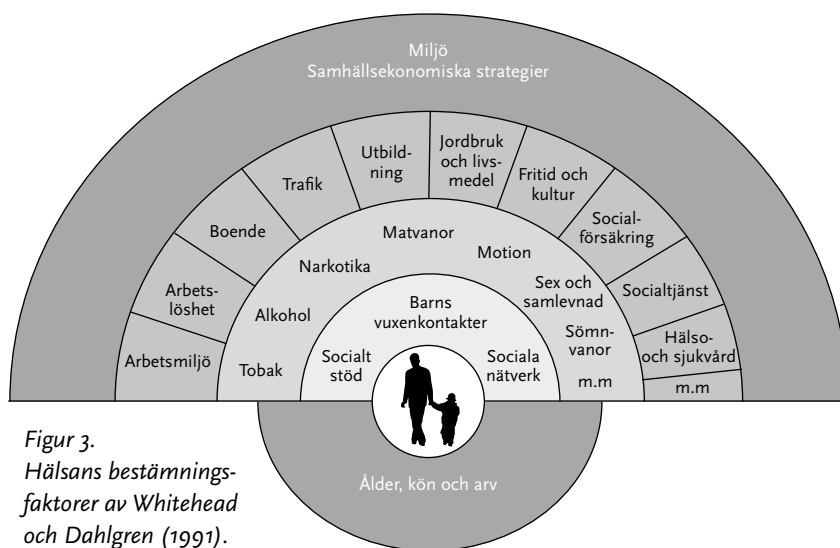 Miljö
Samhällsekonomiska strategier
Arbetsmiljö
Arbets-
löshet
Boende
Trafik
Utbild-
ning
Jordbruk
och livs-
medel
Fritid och
kultur
Social-
försäkring
Socialtjänst
Hälso-
och sjukvård
m.m
Tobak
Alkohol
Narkotika
Matvanor
Motion
Sex och
samlevnad
Sömn-
vanor
m.m
Socialt
stöd
Barns
vuxenkontakter
Sociala
nätverk
Ålder, kön och arv
Figur 3.
Hälsans bestämnings-
faktorer av Whitehead
och Dahlgren (1991).